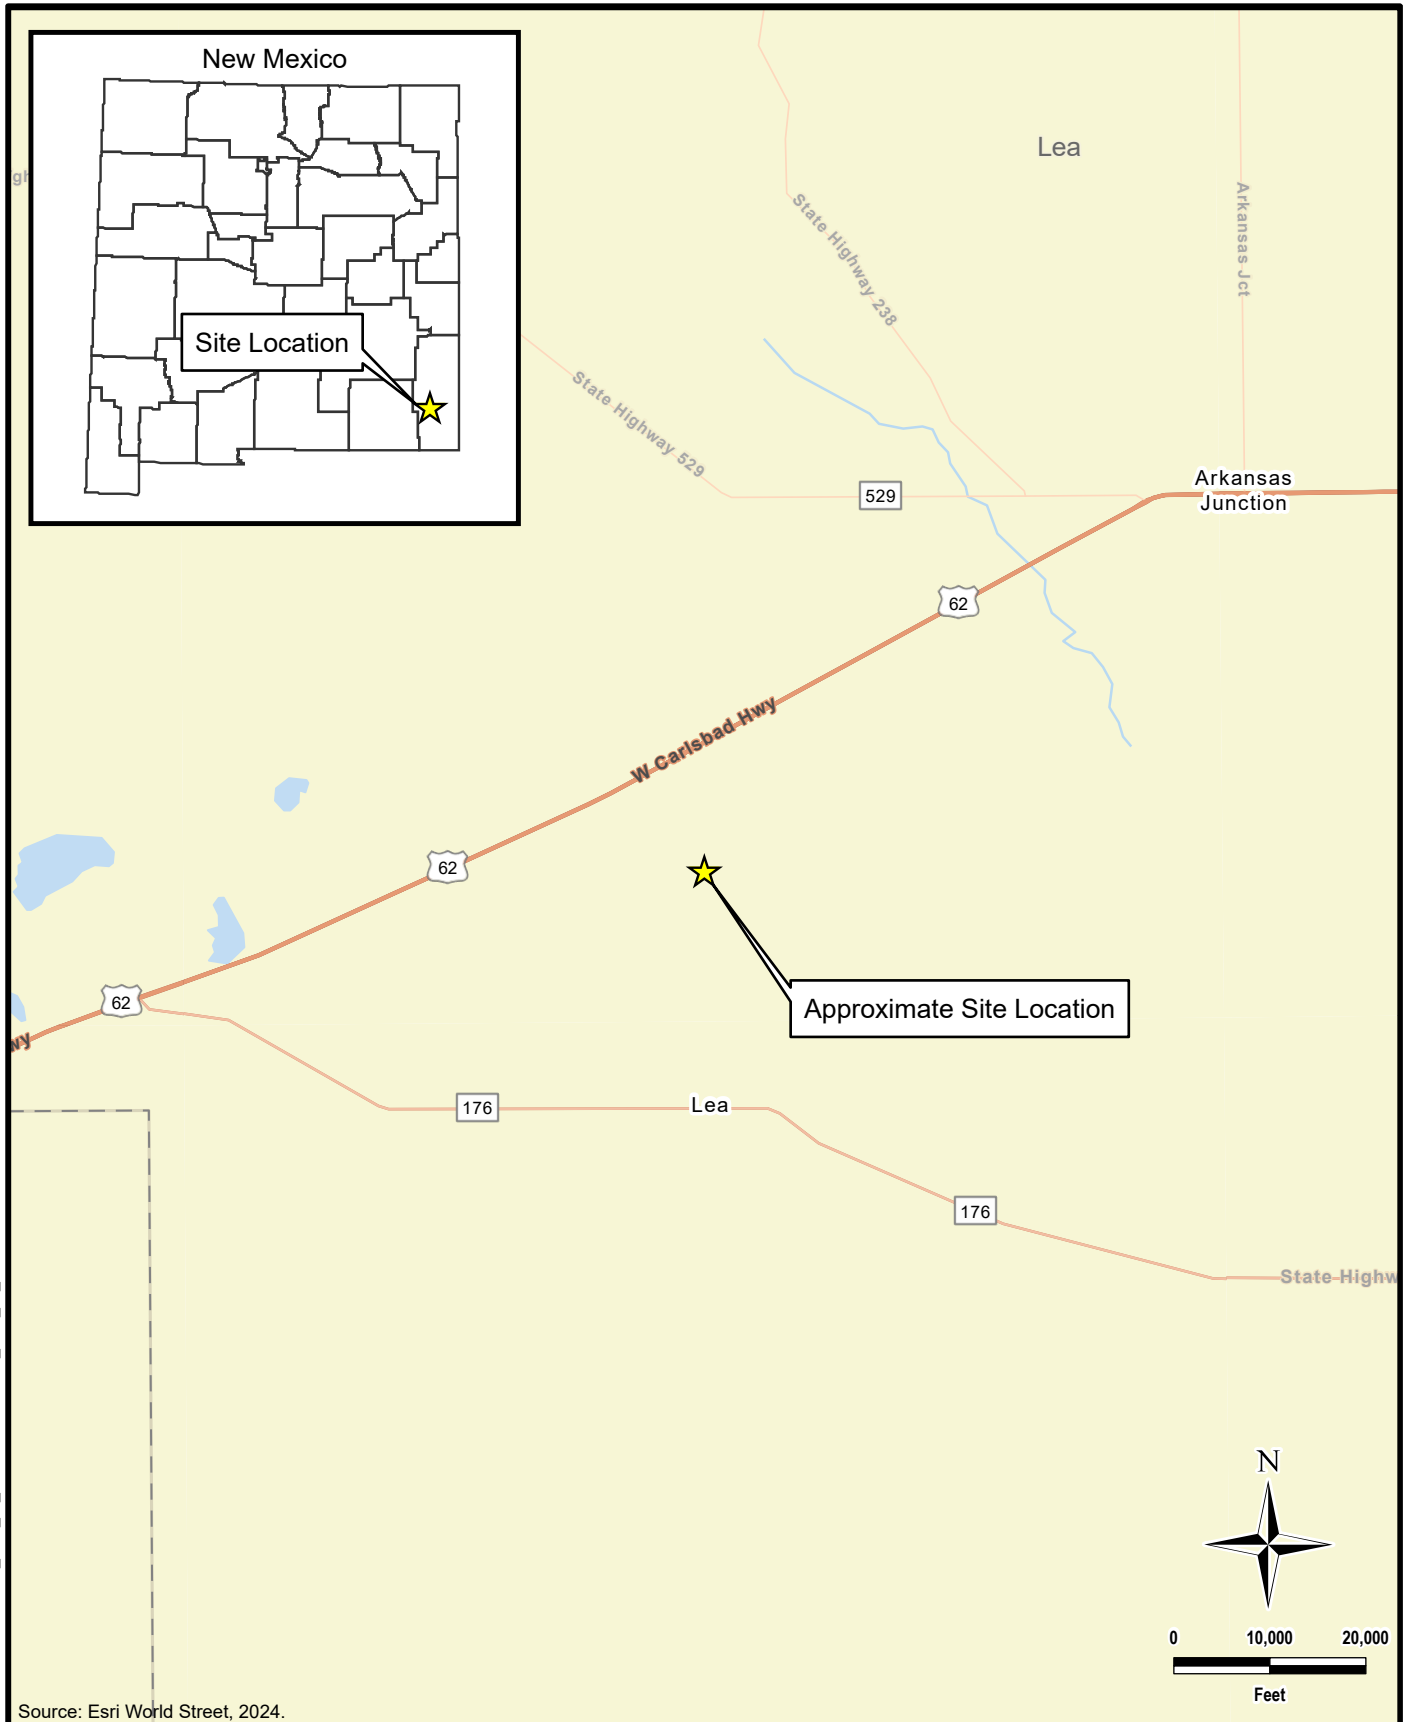 New Mexico
Site Location
Lea
gh
Arkansas Jct
State Highway 238
State Highway 529
529
Arkansas
Junction
62
W Carlsbad Hwy
62
62
wy
Approximate Site Location
176
Lea
176
State Highw
N
0 10,000 20,000
Feet
Source: Esri World Street, 2024.